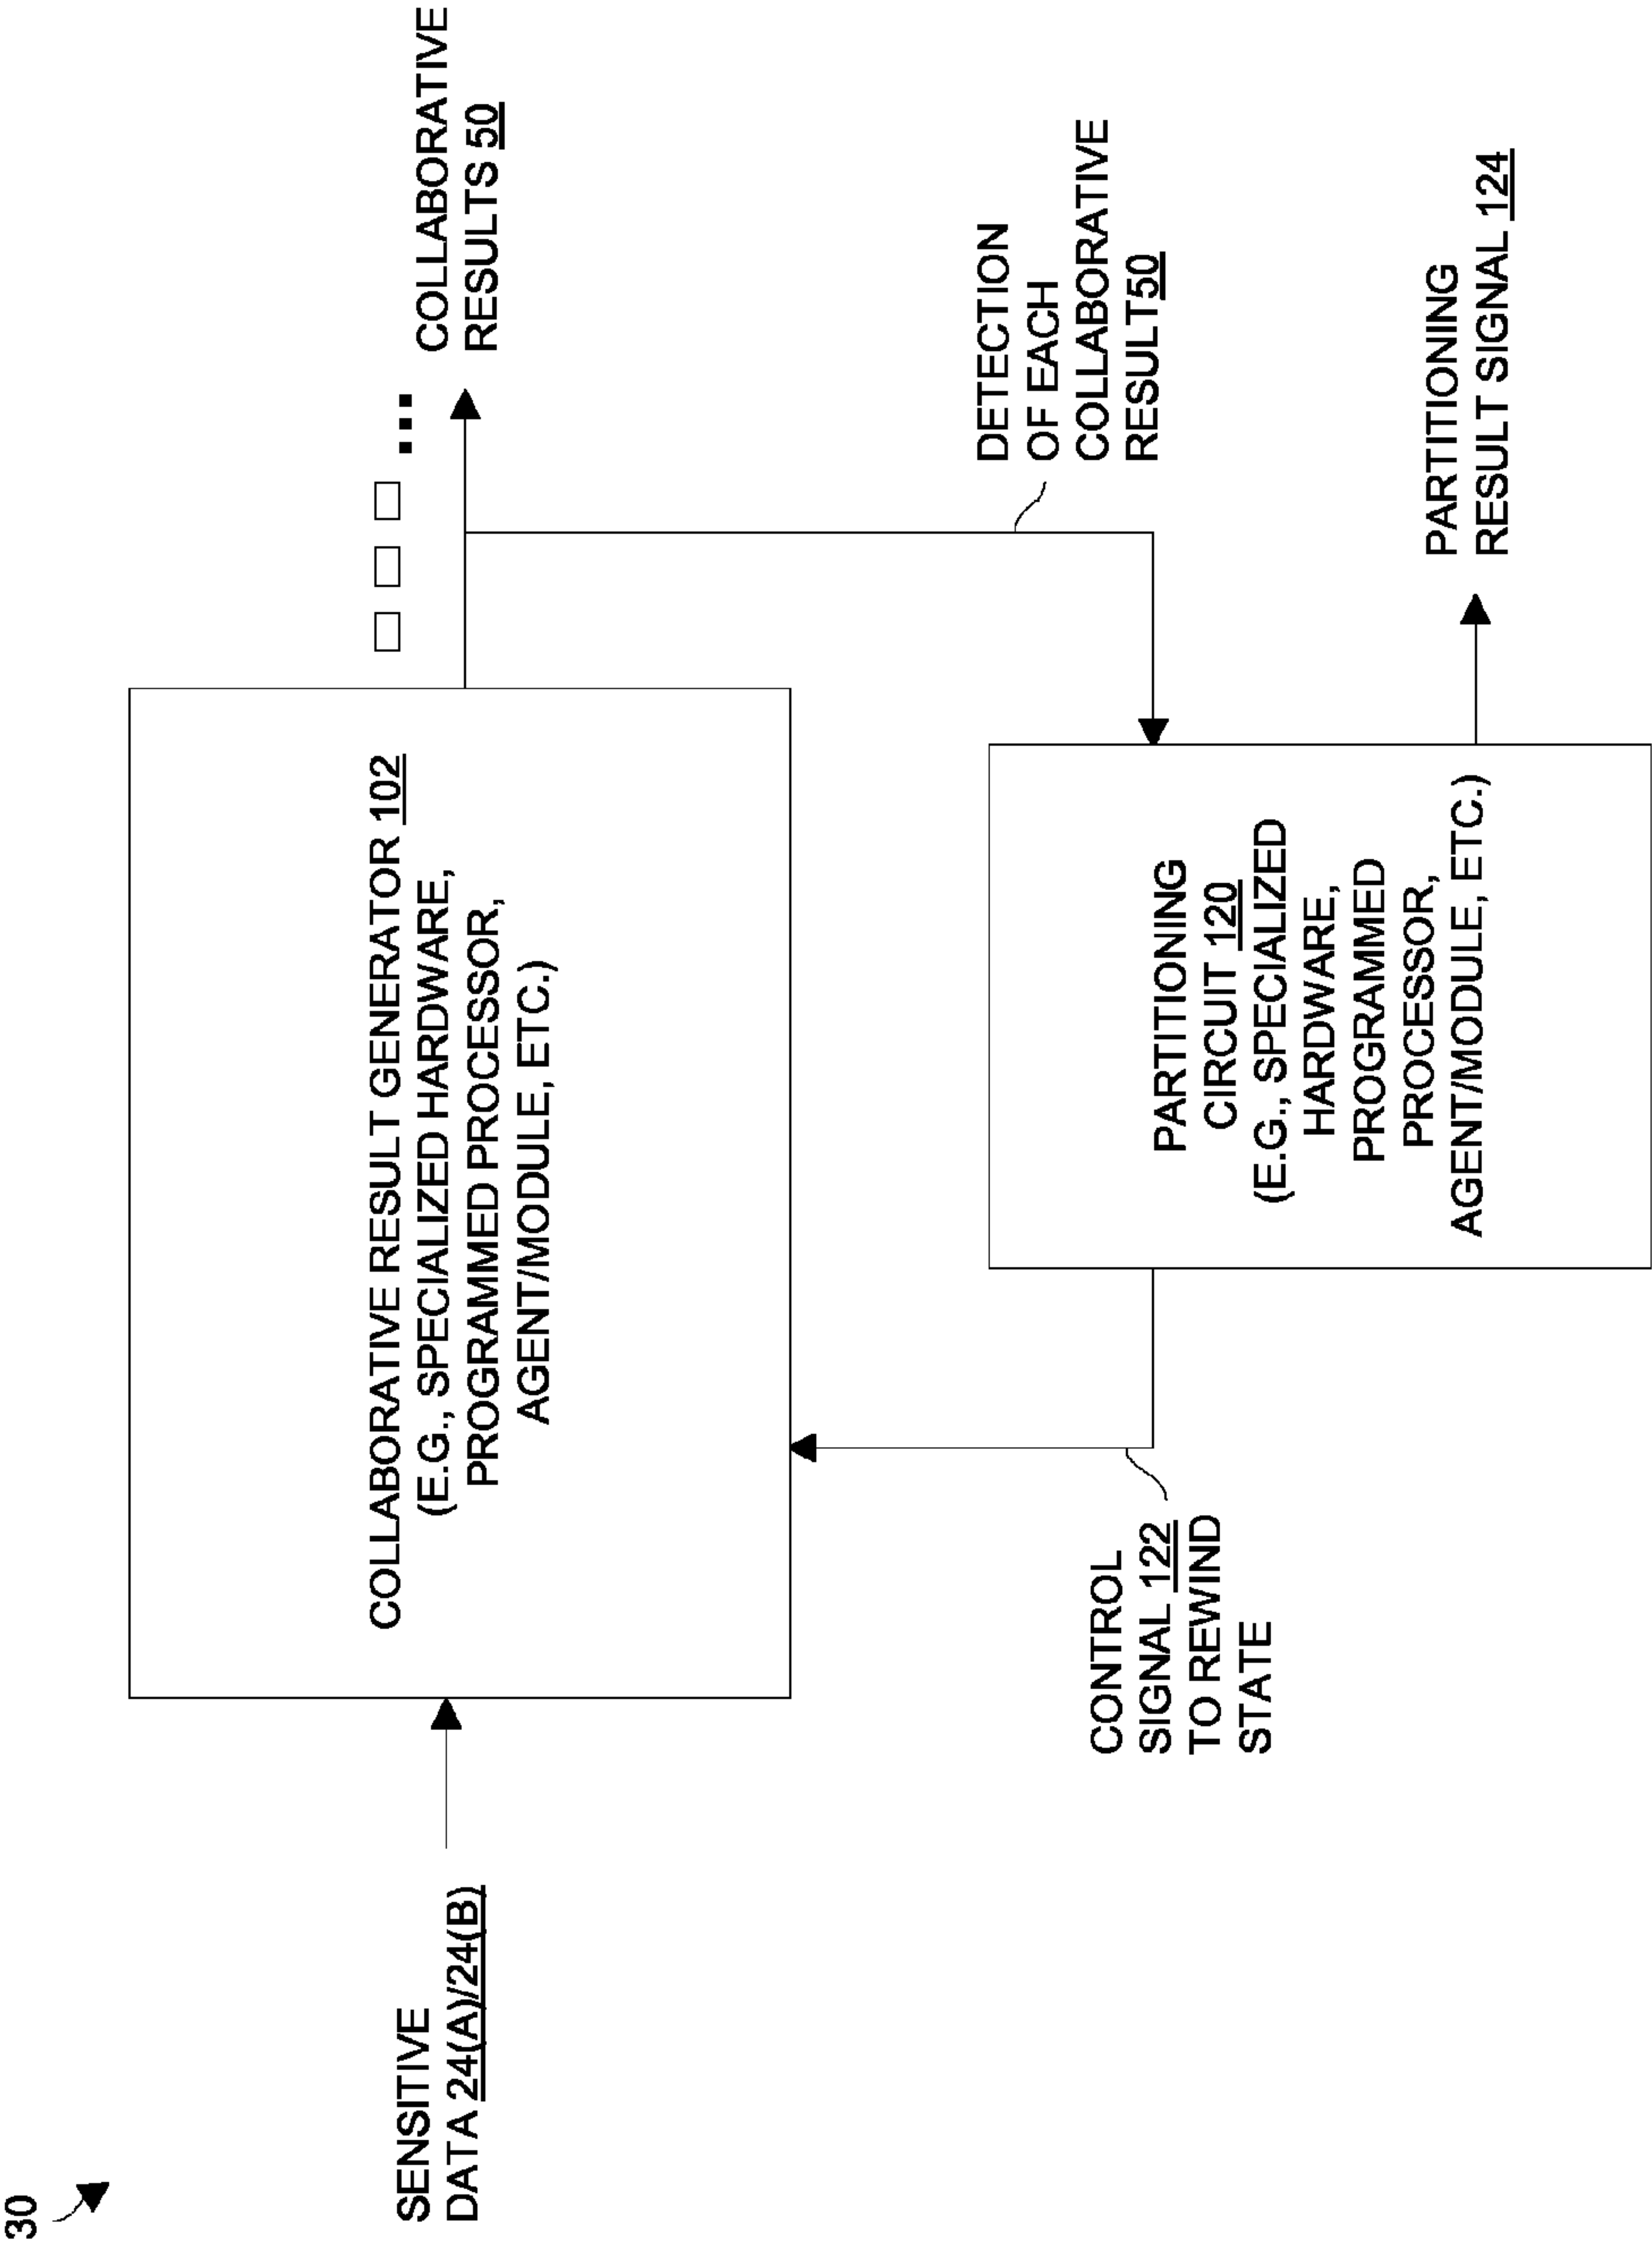 30
SENSITIVE
DATA 24(A)/24(B)
COLLABORATIVE RESULT GENERATOR 102
(E.G., SPECIALIZED HARDWARE,
PROGRAMMED PROCESSOR,
AGENT/MODULE, ETC.)
COLLABORATIVE
RESULTS 50
DETECTION
OF EACH
COLLABORATIVE
RESULT50
CONTROL
SIGNAL 122
TO REWIND
STATE
PARTITIONING
CIRCUIT 120
(E.G., SPECIALIZED
HARDWARE,
PROGRAMMED
PROCESSOR,
AGENT/MODULE, ETC.)
PARTITIONING
RESULT SIGNAL 124